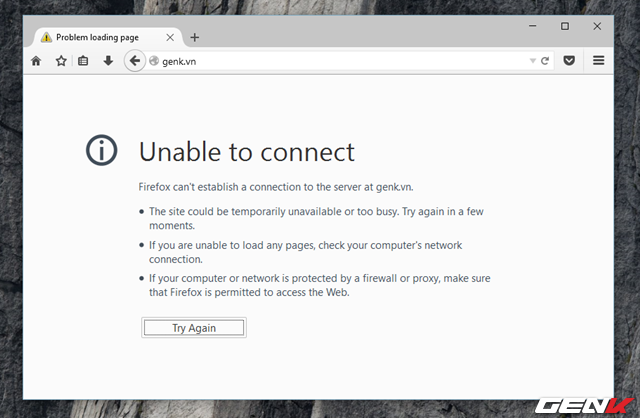 Problem loading page
genk.vn
Unable to connect
Firefox can't establish a connection to the server at genk.vn.
The site could be temporarily unavailable or too busy. Try again in a few
moments.
If you are unable to load any pages, check your computer's network
connection.
If your computer or network is protected by a firewall or proxy, make sure
that Firefox is permitted to access the Web.
Try Again
GENK